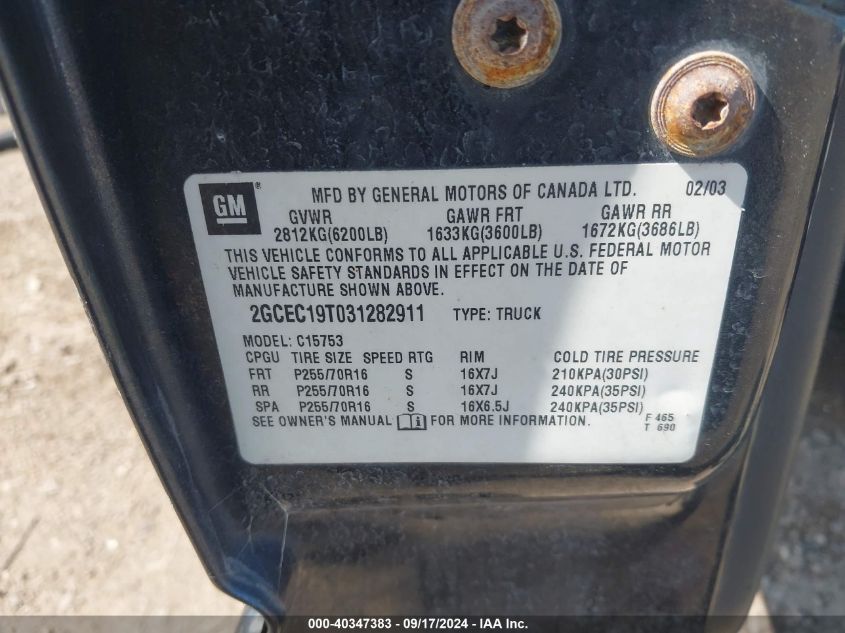 GM ® MFD BY GENERAL MOTORS OF CANADA LTD. 02/03
GVWR GAWR FRT GAWR RR
2812KG(6200LB) 1633KG(3600LB) 1672KG(3686LB)
THIS VEHICLE CONFORMS TO ALL APPLICABLE U.S. FEDERAL MOTOR
VEHICLE SAFETY STANDARDS IN EFFECT ON THE DATE OF
MANUFACTURE SHOWN ABOVE.
2GCEC19T031282911 TYPE: TRUCK
MODEL: C15753
CPGU TIRE SIZE SPEED RTG RIM COLD TIRE PRESSURE
FRT P255/70R16 S 16X7J 210KPA(30PSI)
RR P255/70R16 S 16X7J 240KPA(35PSI)
SPA P255/70R16 S 16X6.5J 240KPA(35PSI)
SEE OWNER'S MANUAL i FOR MORE INFORMATION.
F 465
T 690
000-40347383 - 09/17/2024 - IAA Inc.